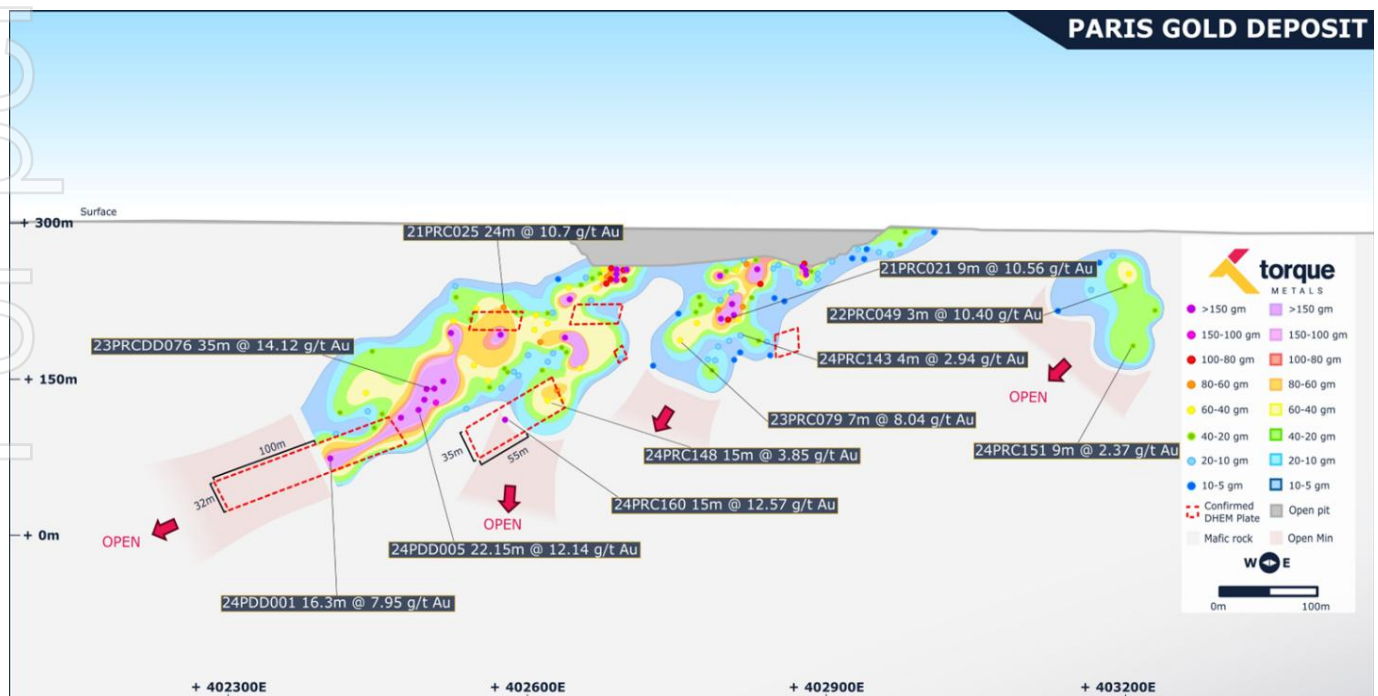 PARIS GOLD DEPOSIT
+ 300m
Surface
21PRC025 24m @ 10.7 g/t Au
21PRC021 9m @ 10.56 g/t Au
22PRC049 3m @ 10.40 g/t Au
23PRCDD076 35m @ 14.12 g/t Au
24PRC143 4m @ 2.94 g/t Au
+ 150m
OPEN
23PRC079 7m @ 8.04 g/t Au
24PRC151 9m @ 2.37 g/t Au
100m
35m
55m
24PRC148 15m @ 3.85 g/t Au
32m
24PRC160 15m @ 12.57 g/t Au
OPEN
+ 0m
OPEN
24PDD005 22.15m @ 12.14 g/t Au
24PDD001 16.3m @ 7.95 g/t Au
torque
METALS
>150 gm >150 gm
150-100 gm 150-100 gm
100-80 gm 100-80 gm
80-60 gm 80-60 gm
60-40 gm 60-40 gm
40-20 gm 40-20 gm
20-10 gm 20-10 gm
10-5 gm 10-5 gm
Confirmed DHEM Plate Open pit
Mafic rock Open Min
W E
0m 100m
+ 402300E + 402600E + 402900E + 403200E